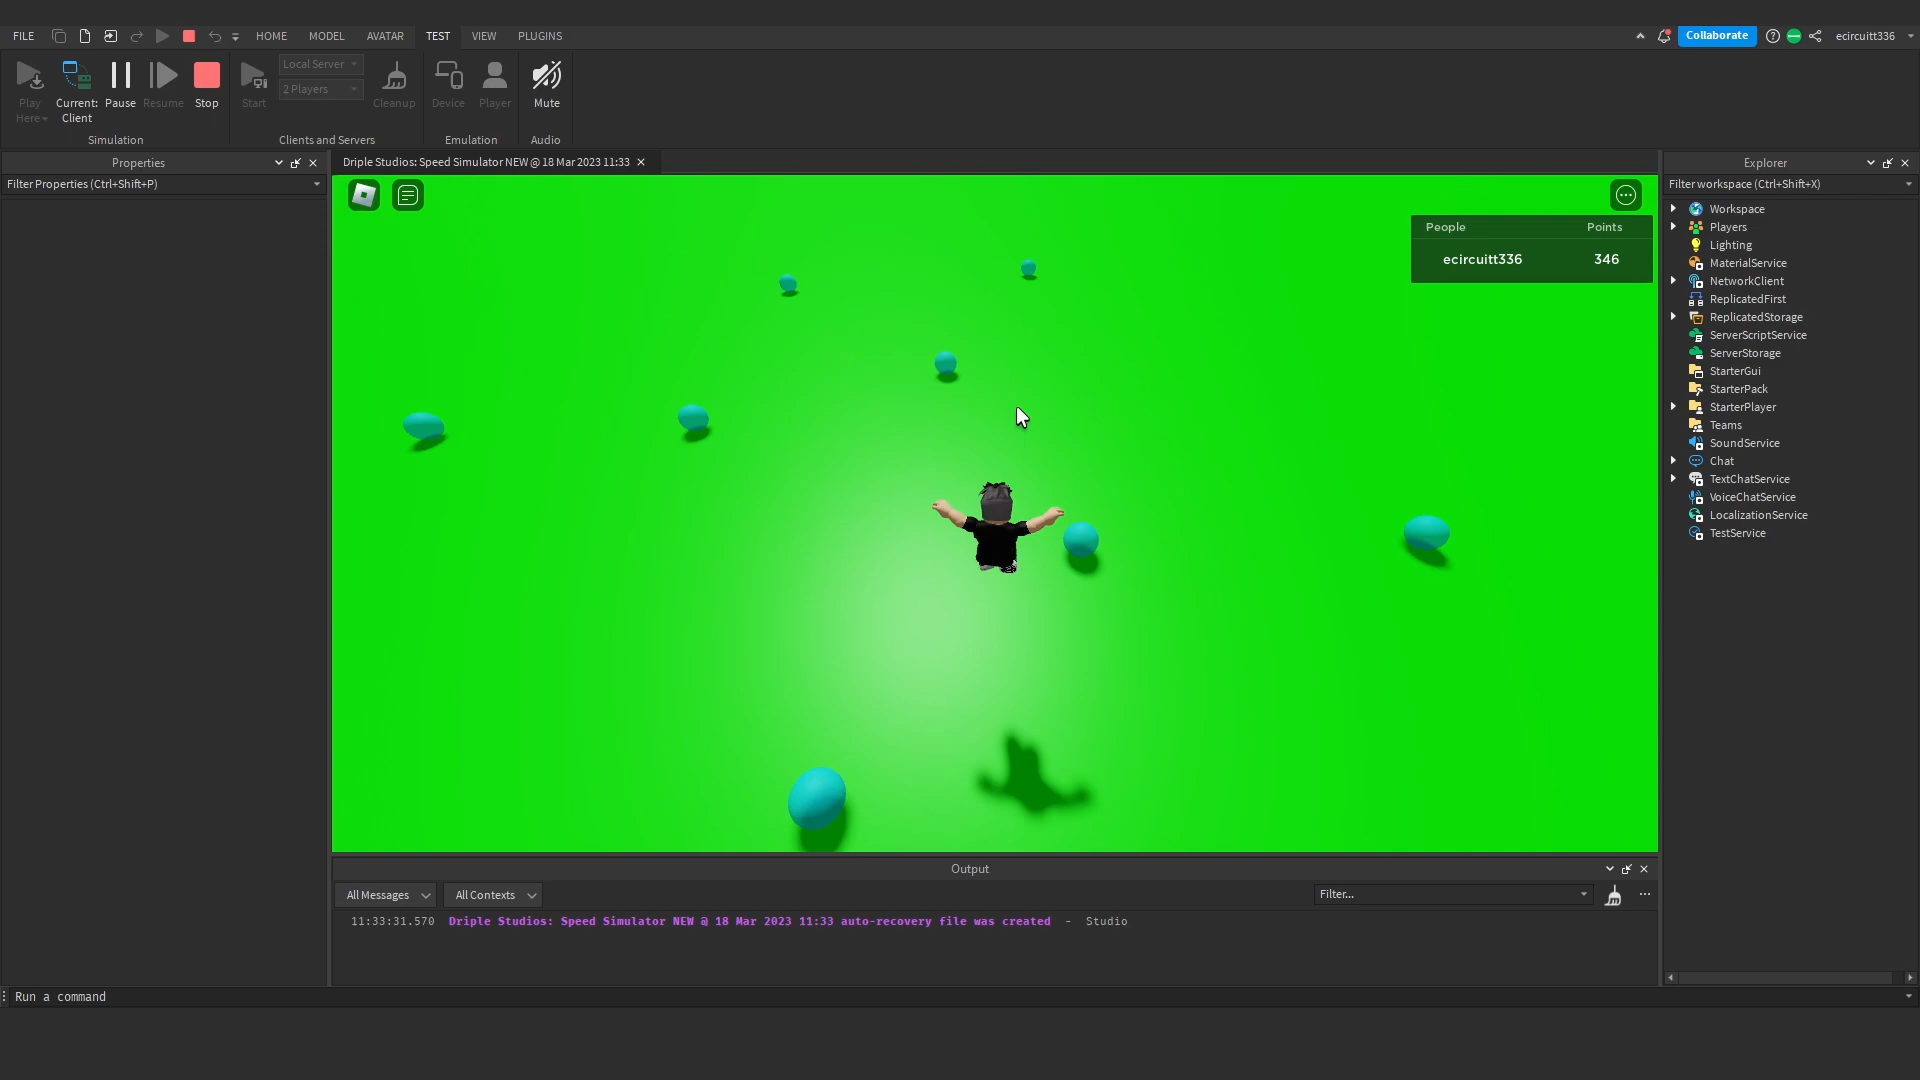 FILE HOME MODEL AVATAR TEST VIEW PLUGINS Collaborate ecircuitt336
Play Here
Current: Client
Pause
Resume
Stop
Simulation
Start
Local Server
2 Players
Cleanup
Clients and Servers
Device
Player
Emulation
Mute
Audio
Properties
Filter Properties (Ctrl+Shift+P)
Driple Studios: Speed Simulator NEW @ 18 Mar 2023 11:33
People Points
ecircuitt336 346
Output
All Messages All Contexts Filter...
11:33:31.570 Driple Studios: Speed Simulator NEW @ 18 Mar 2023 11:33 auto-recovery file was created - Studio
Explorer
Filter workspace (Ctrl+Shift+X)
Workspace
Players
Lighting
MaterialService
NetworkClient
ReplicatedFirst
ReplicatedStorage
ServerScriptService
ServerStorage
StarterGui
StarterPack
StarterPlayer
Teams
SoundService
Chat
TextChatService
VoiceChatService
LocalizationService
TestService
Run a command